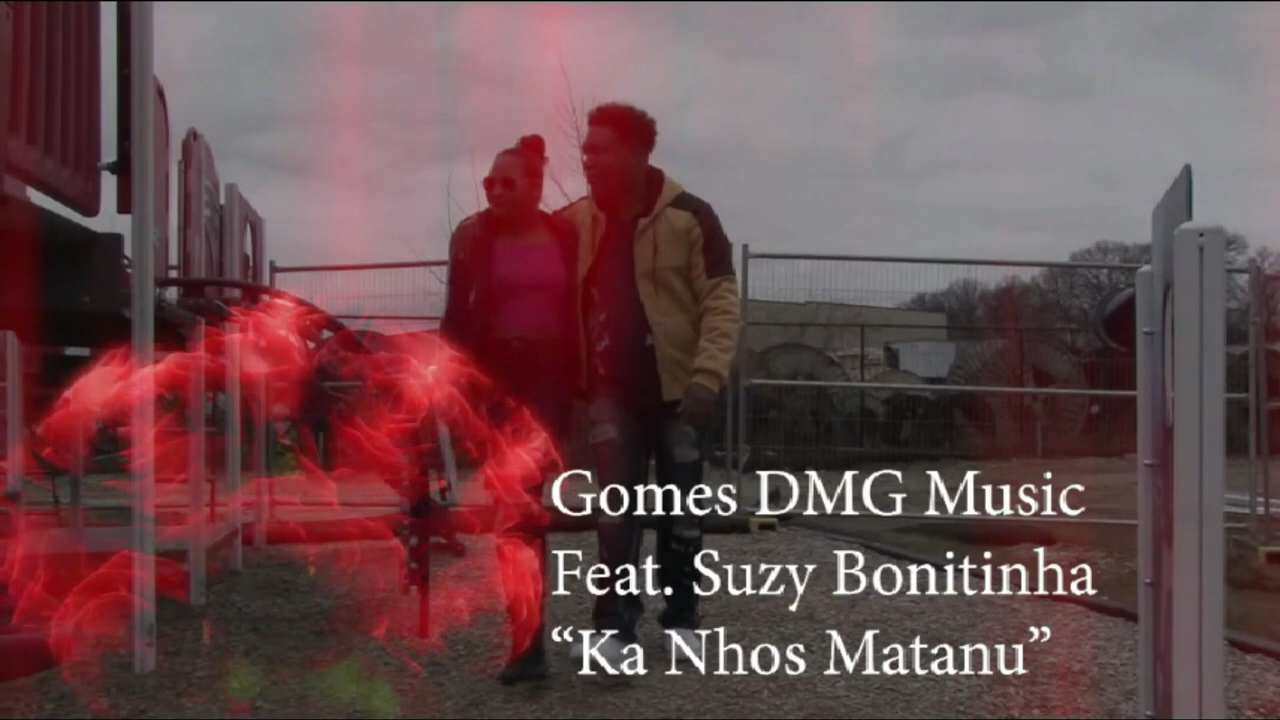 Gomes DMG Music
Feat. Suzy Bonitinha
“Ka Nhos Matanu”